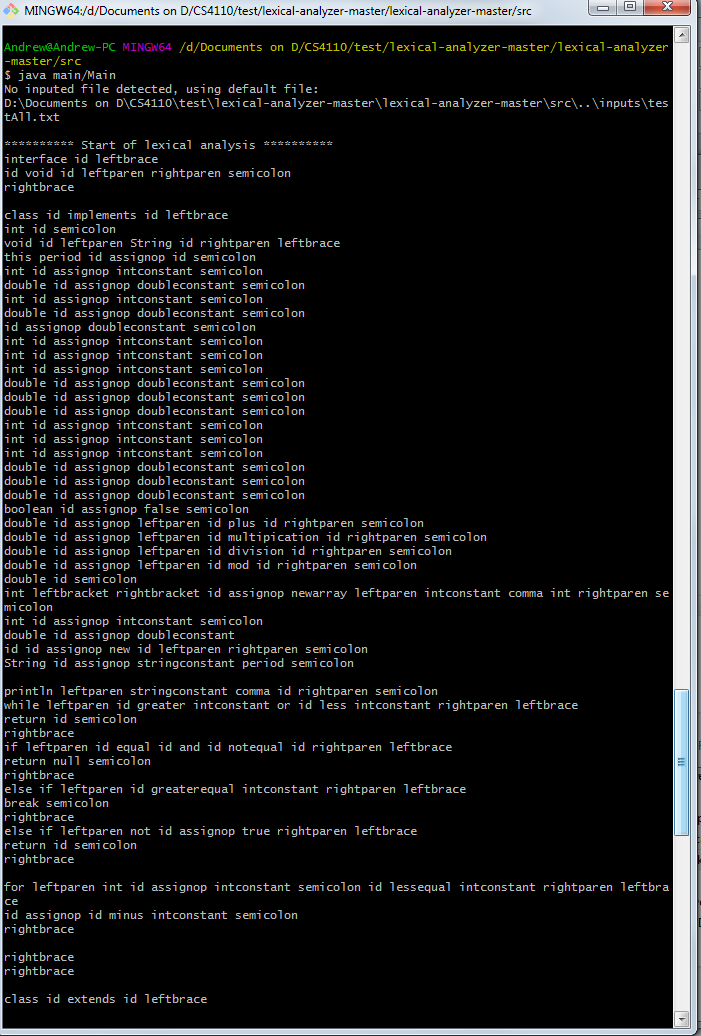 MINGW64:/d/Documents on D/CS4110/test/lexical-analyzer-master/lexical-analyzer-master/src
Andrew@Andrew-PC MINGW64 /d/Documents on D/CS4110/test/lexical-analyzer-master/lexical-analyzer
-master/src
$ java main/Main
No inputed file detected, using default file:
D:\Documents on D\CS4110\test\lexical-analyzer-master\lexical-analyzer-master\src\..\inputs\tes
tAll.txt
********** Start of lexical analysis **********
interface id leftbrace
id void id leftparen rightparen semicolon
rightbrace
class id implements id leftbrace
int id semicolon
void id leftparen String id rightparen leftbrace
this period id assignop id semicolon
int id assignop intconstant semicolon
double id assignop doubleconstant semicolon
int id assignop intconstant semicolon
double id assignop doubleconstant semicolon
id assignop doubleconstant semicolon
int id assignop intconstant semicolon
int id assignop intconstant semicolon
int id assignop intconstant semicolon
double id assignop doubleconstant semicolon
double id assignop doubleconstant semicolon
double id assignop doubleconstant semicolon
int id assignop intconstant semicolon
int id assignop intconstant semicolon
int id assignop intconstant semicolon
double id assignop doubleconstant semicolon
double id assignop doubleconstant semicolon
double id assignop doubleconstant semicolon
boolean id assignop false semicolon
double id assignop leftparen id plus id rightparen semicolon
double id assignop leftparen id multipication id rightparen semicolon
double id assignop leftparen id division id rightparen semicolon
double id assignop leftparen id mod id rightparen semicolon
double id semicolon
int leftbracket rightbracket id assignop newarray leftparen intconstant comma int rightparen se
micolon
int id assignop intconstant semicolon
double id assignop doubleconstant
id id assignop new id leftparen rightparen semicolon
String id assignop stringconstant period semicolon
println leftparen stringconstant comma id rightparen semicolon
while leftparen id greater intconstant or id less intconstant rightparen leftbrace
return id semicolon
rightbrace
if leftparen id equal id and id notequal id rightparen leftbrace
return null semicolon
rightbrace
else if leftparen id greaterequal intconstant rightparen leftbrace
break semicolon
rightbrace
else if leftparen not id assignop true rightparen leftbrace
return id semicolon
rightbrace
for leftparen int id assignop intconstant semicolon id lessequal intconstant rightparen leftbra
ce
id assignop id minus intconstant semicolon
rightbrace
rightbrace
rightbrace
class id extends id leftbrace